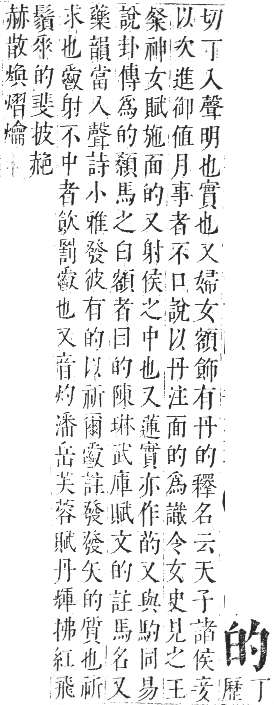 的
丁歷
切丁入聲明也實也又婦女額飾有丹的釋名云天子諸侯妾
以次進御值月事者不口說以丹注面的為識令女史見之王
粲神女賦施面的又射侯之中也又蓮實亦作菂又與馰同易
說卦傳為的顙馬之白額者曰的陳琳武庫賦文的註馬名又
藥韻當入聲詩小雅發彼有的以祈爾爵註發發矢的質也祈
求也爵射不中者飲罰爵也又音灼潘岳芙蓉賦丹輝拂紅飛
鬚垂的斐披赩
赫散煥熠爚